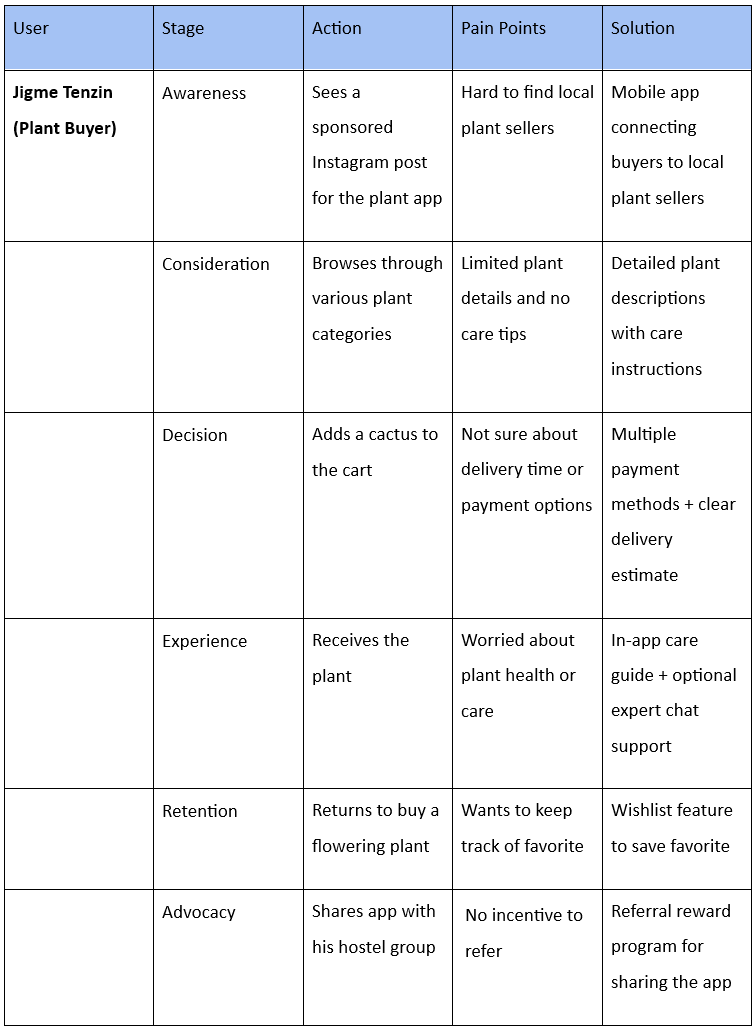 User
Stage
Action
Pain Points
Solution
Jigme Tenzin
(Plant Buyer)
Awareness
Sees a
sponsored
Instagram post
for the plant app
Hard to find local
plant sellers
Mobile app
connecting
buyers to local
plant sellers
Consideration
Browses through
various plant
categories
Limited plant
details and no
care tips
Detailed plant
descriptions
with care
instructions
Decision
Adds a cactus to
the cart
Not sure about
delivery time or
payment options
Multiple
payment
methods + clear
delivery
estimate
Experience
Receives the
plant
Worried about
plant health or
care
In-app care
guide + optional
expert chat
support
Retention
Returns to buy a
flowering plant
Wants to keep
track of favorite
Wishlist feature
to save favorite
Advocacy
Shares app with
his hostel group
No incentive to
refer
Referral reward
program for
sharing the app